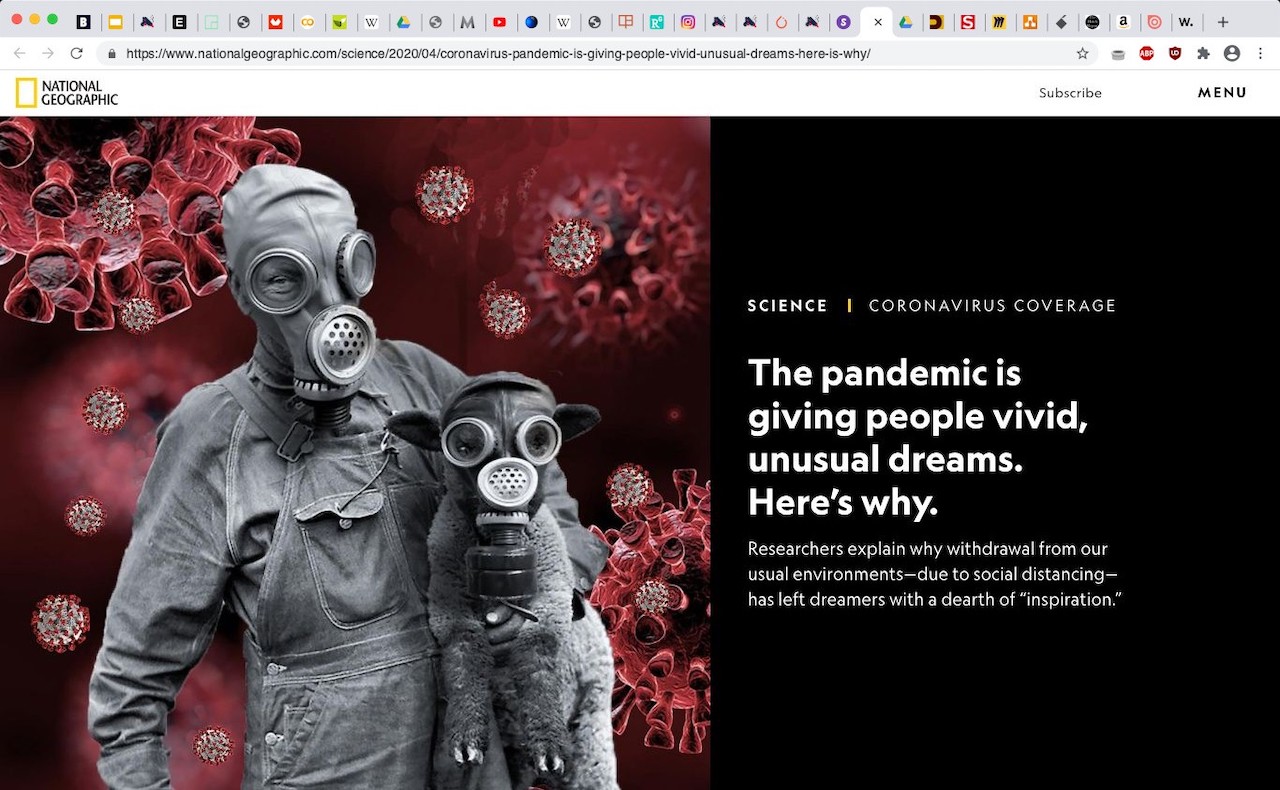 https://www.nationalgeographic.com/science/2020/04/coronavirus-pandemic-is-giving-people-vivid-unusual-dreams-here-is-why/
ABP
NATIONAL
GEOGRAPHIC
Subscribe
MENU
SCIENCE | CORONAVIRUS COVERAGE
The pandemic is
giving people vivid,
unusual dreams.
Here’s why.
Researchers explain why withdrawal from our
usual environments—due to social distancing—
has left dreamers with a dearth of “inspiration.”